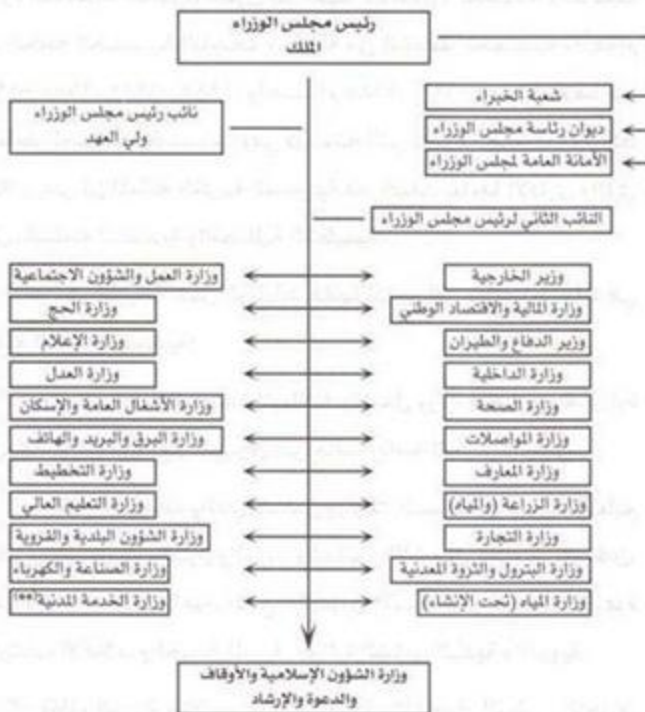 رئيس مجلس الوزراء
الملك
شعبة الخبراء
نائب رئيس مجلس الوزراء
ولي العهد
ديوان رئاسة مجلس الوزراء
الأمانة العامة لمجلس الوزراء
النائب الثاني لرئيس مجلس الوزراء
وزير الخارجية
وزارة العمل والشؤون الاجتماعية
وزارة المالية والاقتصاد الوطني
وزارة الحج
وزير الدفاع والطيران
وزارة الإعلام
وزارة الداخلية
وزارة العدل
وزارة الصحة
وزارة الأشغال العامة والإسكان
وزارة المواصلات
وزارة البرق والبريد والهاتف
وزارة المعارف
وزارة التخطيط
وزارة الزراعة (والمياه)
وزارة التعليم العالي
وزارة التجارة
وزارة الشؤون البلدية والقروية
وزارة البترول والثروة المعدنية
وزارة الصناعة والكهرباء
وزارة المياه (تحت الإنشاء)
وزارة الخدمة المدنية(**)
وزارة الشؤون الإسلامية والأوقاف
والدعوة والإرشاد